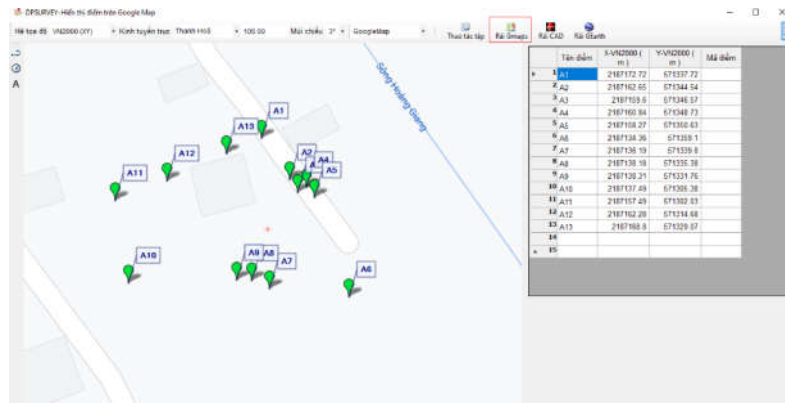 DPSURVEY-Hiển thị điểm trên Google Map
Hệ tọa độ VN2000 (XY) Kinh tuyến trục Thanh Hoá 105.00 Múi chiếu 3° GoogleMap Thao tác tệp Rải Gmaps Rải CAD Rải GEarth
A
Sông Hoàng Giang
A1
A13
A12
A2
A4
A5
A11
A10
A9
A8
A7
A6
Tên điểm X-VN2000 (m) Y-VN2000 (m) Mã điểm
1 A1 2187172.72 571337.72
2 A2 2187162.65 571344.54
3 A3 2187159.6 571346.57
4 A4 2187160.84 571348.73
5 A5 2187158.27 571350.63
6 A6 2187134.36 571359.1
7 A7 2187136.19 571339.8
8 A8 2187138.18 571335.38
9 A9 2187138.31 571331.76
10 A10 2187137.49 571306.38
11 A11 2187157.49 571302.83
12 A12 2187162.28 571314.68
13 A13 2187168.8 571329.07
14
15